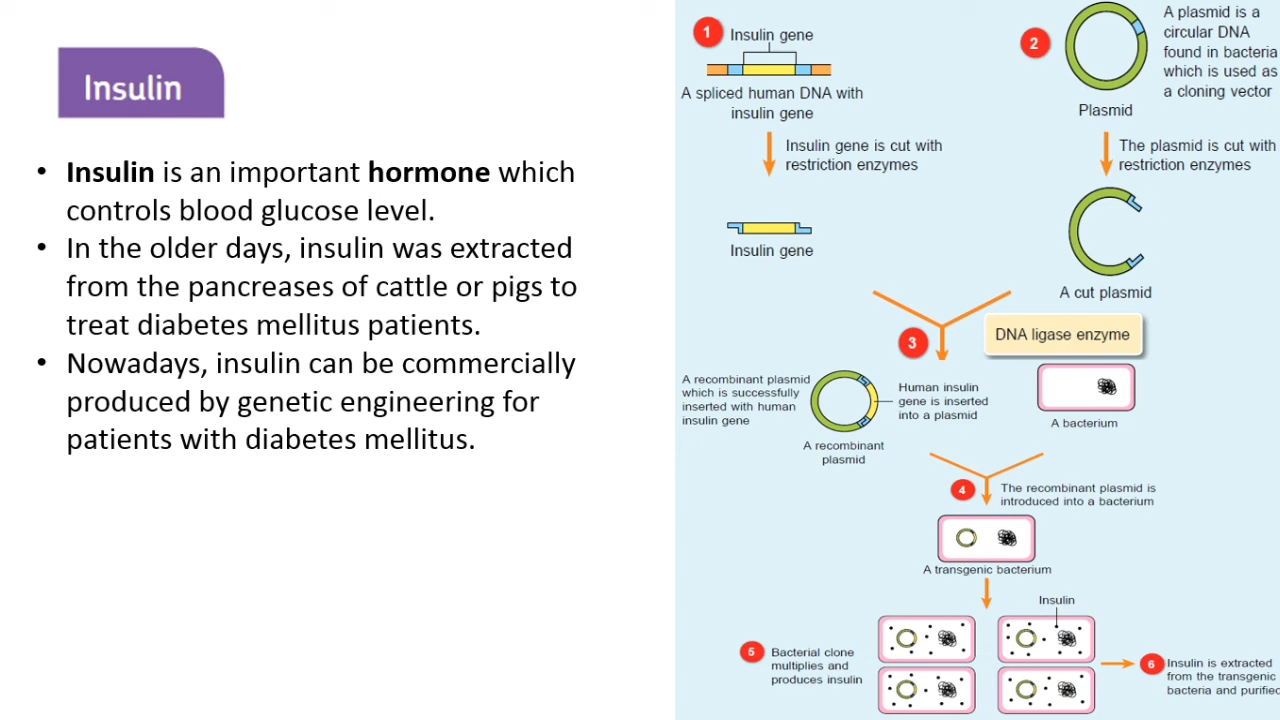 Insulin
• Insulin is an important hormone which
controls blood glucose level.
• In the older days, insulin was extracted
from the pancreases of cattle or pigs to
treat diabetes mellitus patients.
• Nowadays, insulin can be commercially
produced by genetic engineering for
patients with diabetes mellitus.
1
Insulin gene
A spliced human DNA with
insulin gene
2
A plasmid is a
circular DNA
found in bacteria
which is used as
a cloning vector
Plasmid
Insulin gene is cut with
restriction enzymes
The plasmid is cut with
restriction enzymes
Insulin gene
A cut plasmid
3
DNA ligase enzyme
A recombinant plasmid
which is successfully
inserted with human
insulin gene
Human insulin
gene is inserted
into a plasmid
A recombinant
plasmid
A bacterium
4
The recombinant plasmid is
introduced into a bacterium
A transgenic bacterium
Insulin
5
Bacterial clone
multiplies and
produces insulin
6
Insulin is extracted
from the transgenic
bacteria and purified